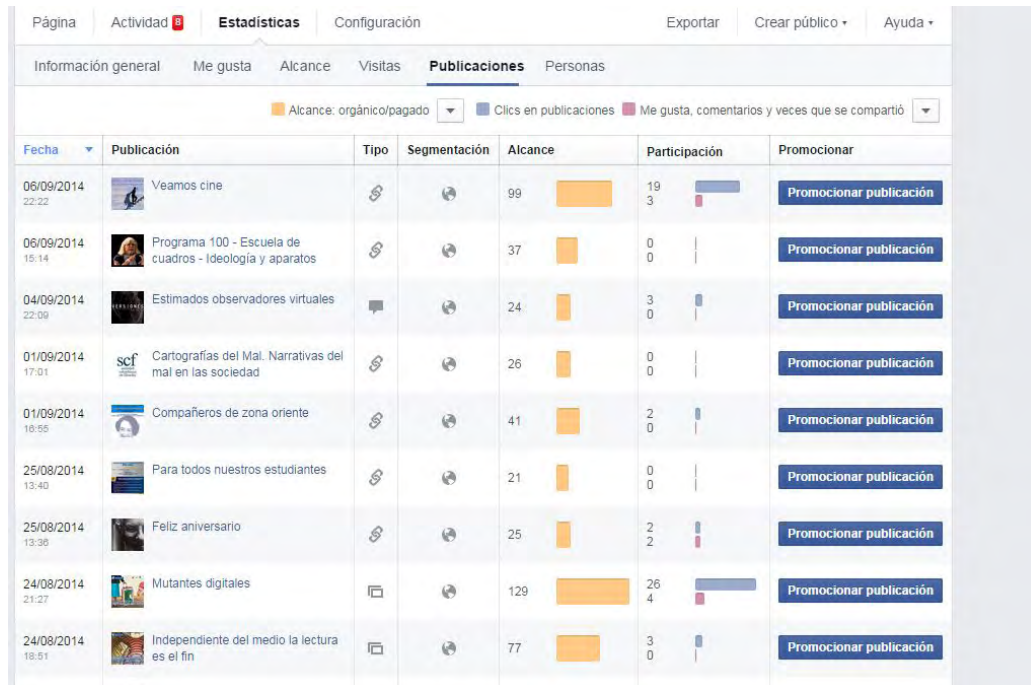 Página Actividad 8 Estadísticas Configuración Exportar Crear público Ayuda
Información general Me gusta Alcance Visitas Publicaciones Personas
Alcance: orgánico/pagado Clics en publicaciones Me gusta, comentarios y veces que se compartió
Fecha Publicación Tipo Segmentación Alcance Participación Promocionar
06/09/2014 Veamos cine 99 19 Promocionar publicación
22:22 3
06/09/2014 Programa 100 - Escuela de 37 0 Promocionar publicación
15:14 cuadros - Ideología y aparatos 0
04/09/2014 Estimados observadores virtuales 24 3 Promocionar publicación
22:09 0
01/09/2014 scf Cartografías del Mal. Narrativas del 26 0 Promocionar publicación
17:01 mal en las sociedad 0
01/09/2014 Compañeros de zona oriente 41 2 Promocionar publicación
16:55 0
25/08/2014 Para todos nuestros estudiantes 21 0 Promocionar publicación
13:40 0
25/08/2014 Feliz aniversario 25 2 Promocionar publicación
13:36 2
24/08/2014 Mutantes digitales 129 26 Promocionar publicación
21:27 4
24/08/2014 Independiente del medio la lectura 77 3 Promocionar publicación
18:51 es el fin 0